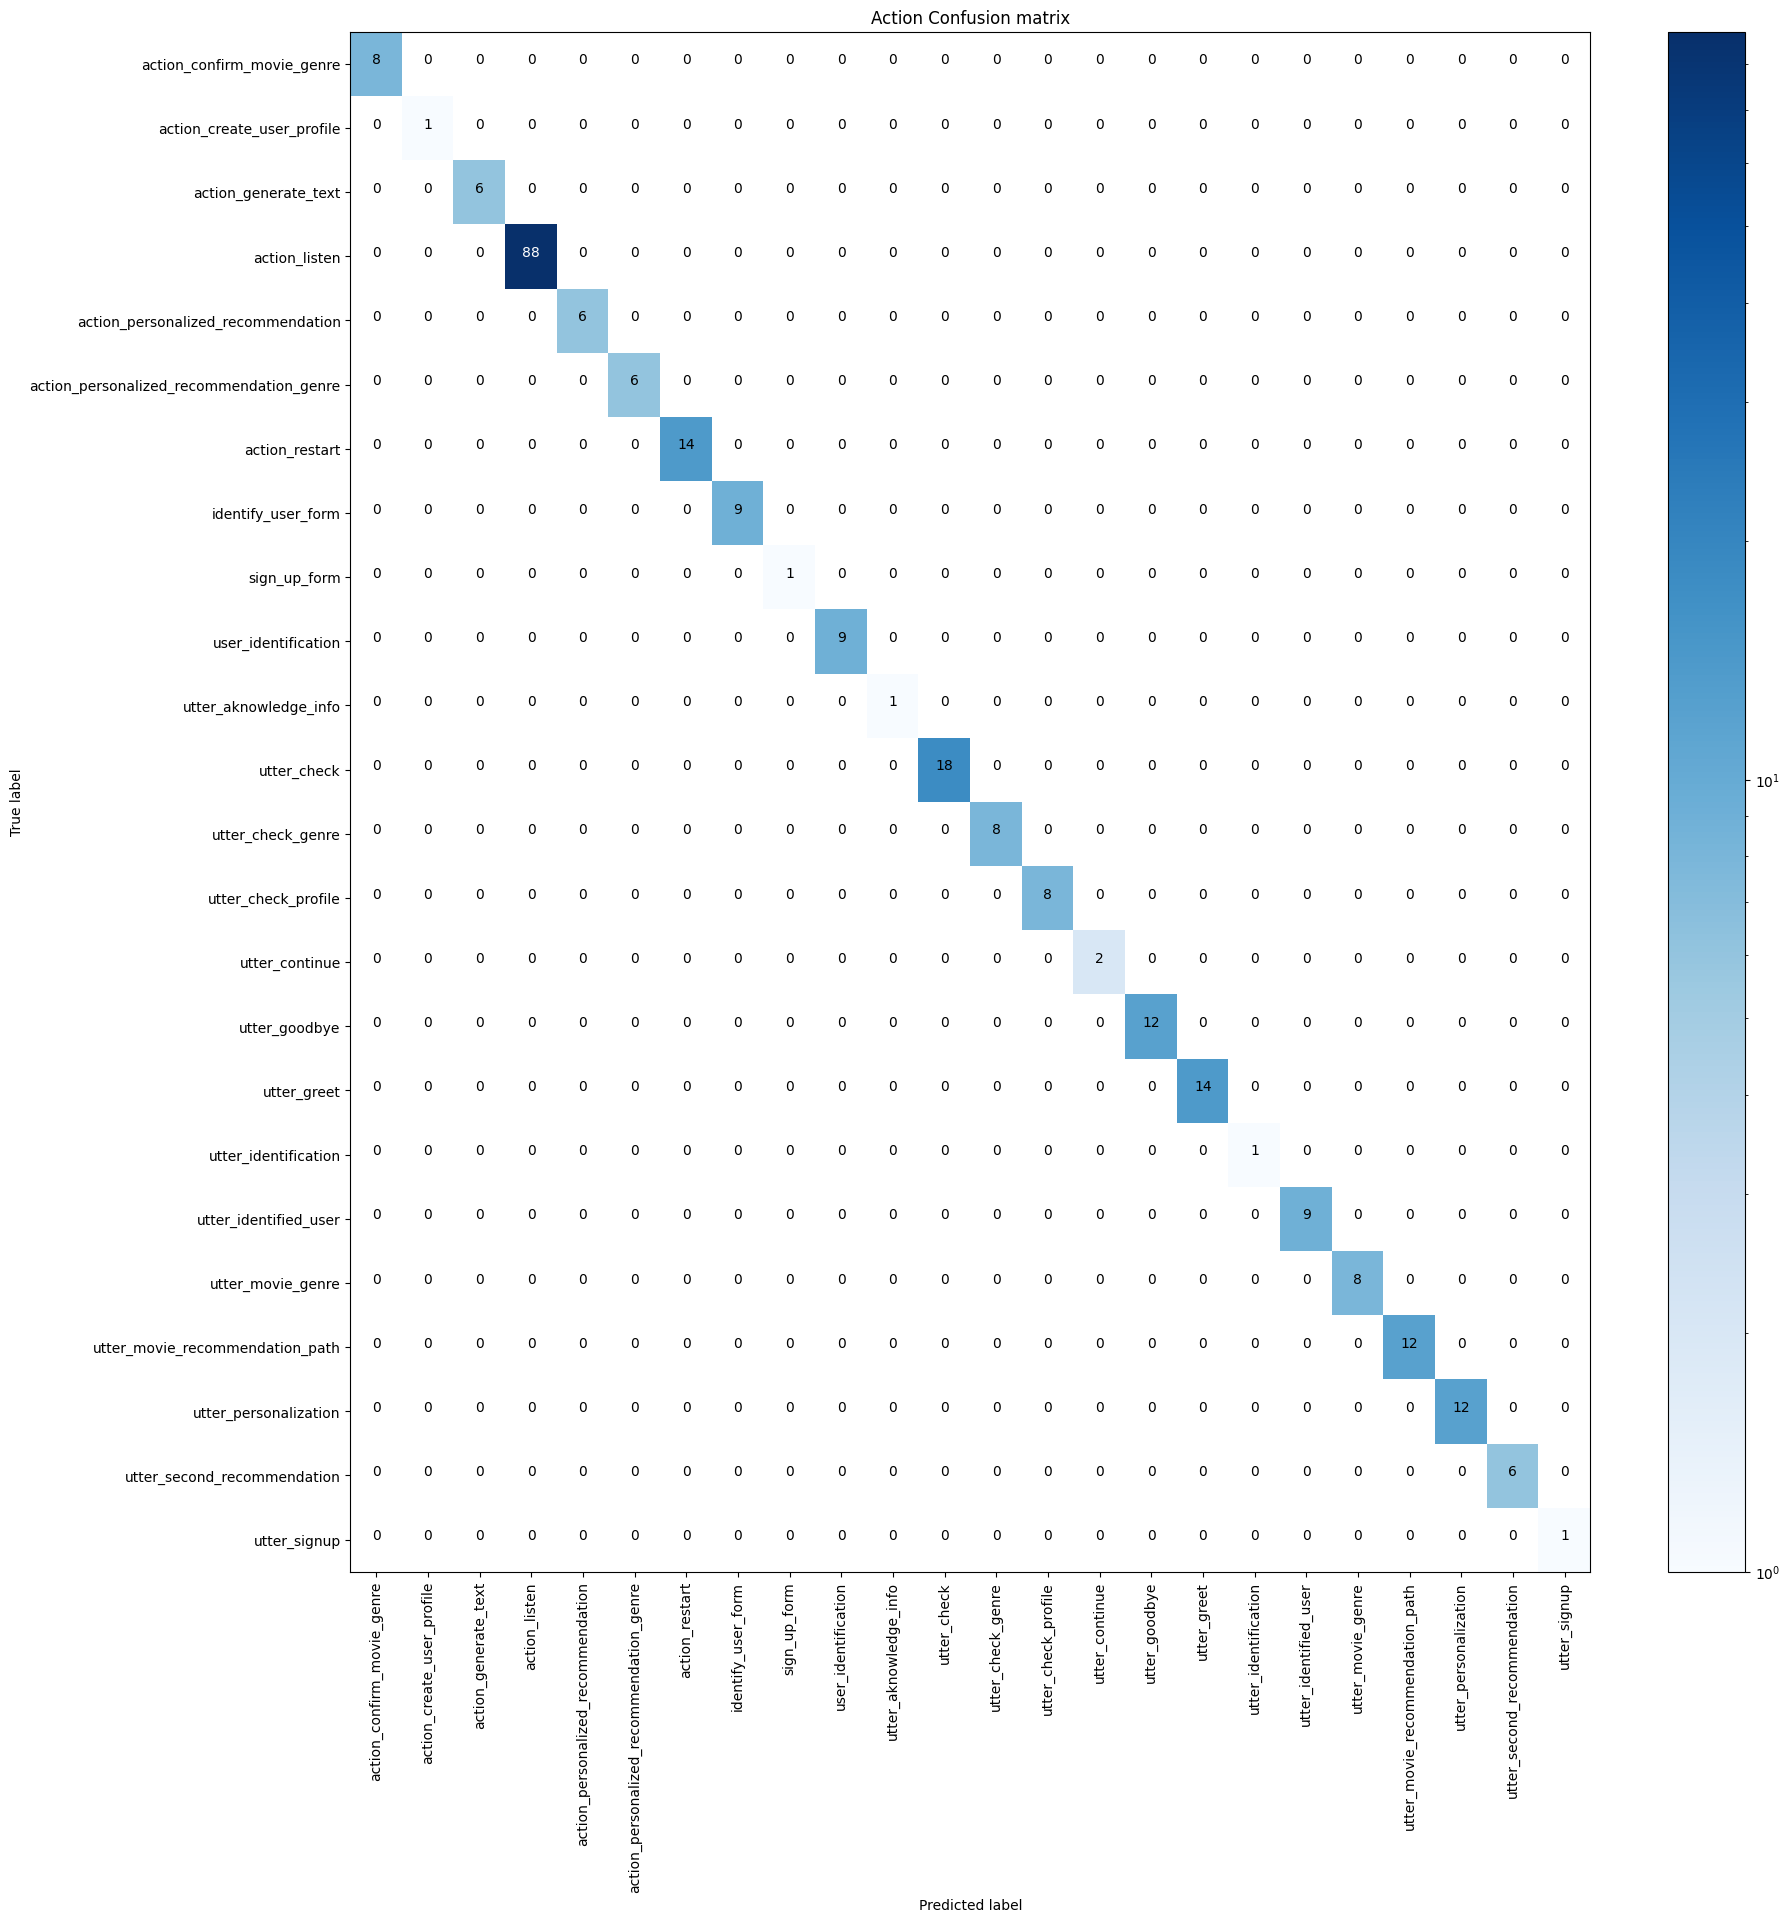 Action Confusion matrix
action_confirm_movie_genre 8 0 0 0 0 0 0 0 0 0 0 0 0 0 0 0 0 0 0 0 0 0 0 0
action_create_user_profile 0 1 0 0 0 0 0 0 0 0 0 0 0 0 0 0 0 0 0 0 0 0 0 0
action_generate_text 0 0 6 0 0 0 0 0 0 0 0 0 0 0 0 0 0 0 0 0 0 0 0 0
action_listen 0 0 0 88 0 0 0 0 0 0 0 0 0 0 0 0 0 0 0 0 0 0 0 0
action_personalized_recommendation 0 0 0 0 6 0 0 0 0 0 0 0 0 0 0 0 0 0 0 0 0 0 0 0
action_personalized_recommendation_genre 0 0 0 0 0 6 0 0 0 0 0 0 0 0 0 0 0 0 0 0 0 0 0 0
action_restart 0 0 0 0 0 0 14 0 0 0 0 0 0 0 0 0 0 0 0 0 0 0 0 0
identify_user_form 0 0 0 0 0 0 0 9 0 0 0 0 0 0 0 0 0 0 0 0 0 0 0 0
sign_up_form 0 0 0 0 0 0 0 0 1 0 0 0 0 0 0 0 0 0 0 0 0 0 0 0
user_identification 0 0 0 0 0 0 0 0 0 9 0 0 0 0 0 0 0 0 0 0 0 0 0 0
utter_aknowledge_info 0 0 0 0 0 0 0 0 0 0 1 0 0 0 0 0 0 0 0 0 0 0 0 0
utter_check 0 0 0 0 0 0 0 0 0 0 0 18 0 0 0 0 0 0 0 0 0 0 0 0
utter_check_genre 0 0 0 0 0 0 0 0 0 0 0 0 8 0 0 0 0 0 0 0 0 0 0 0
utter_check_profile 0 0 0 0 0 0 0 0 0 0 0 0 0 8 0 0 0 0 0 0 0 0 0 0
utter_continue 0 0 0 0 0 0 0 0 0 0 0 0 0 0 2 0 0 0 0 0 0 0 0 0
utter_goodbye 0 0 0 0 0 0 0 0 0 0 0 0 0 0 0 12 0 0 0 0 0 0 0 0
utter_greet 0 0 0 0 0 0 0 0 0 0 0 0 0 0 0 0 14 0 0 0 0 0 0 0
utter_identification 0 0 0 0 0 0 0 0 0 0 0 0 0 0 0 0 0 1 0 0 0 0 0 0
utter_identified_user 0 0 0 0 0 0 0 0 0 0 0 0 0 0 0 0 0 0 9 0 0 0 0 0
utter_movie_genre 0 0 0 0 0 0 0 0 0 0 0 0 0 0 0 0 0 0 0 8 0 0 0 0
utter_movie_recommendation_path 0 0 0 0 0 0 0 0 0 0 0 0 0 0 0 0 0 0 0 0 12 0 0 0
utter_personalization 0 0 0 0 0 0 0 0 0 0 0 0 0 0 0 0 0 0 0 0 0 12 0 0
utter_second_recommendation 0 0 0 0 0 0 0 0 0 0 0 0 0 0 0 0 0 0 0 0 0 0 6 0
utter_signup 0 0 0 0 0 0 0 0 0 0 0 0 0 0 0 0 0 0 0 0 0 0 0 1
True label
action_confirm_movie_genre
action_create_user_profile
action_generate_text
action_listen
action_personalized_recommendation
action_personalized_recommendation_genre
action_restart
identify_user_form
sign_up_form
user_identification
utter_aknowledge_info
utter_check
utter_check_genre
utter_check_profile
utter_continue
utter_goodbye
utter_greet
utter_identification
utter_identified_user
utter_movie_genre
utter_movie_recommendation_path
utter_personalization
utter_second_recommendation
utter_signup
Predicted label
10¹
10⁰